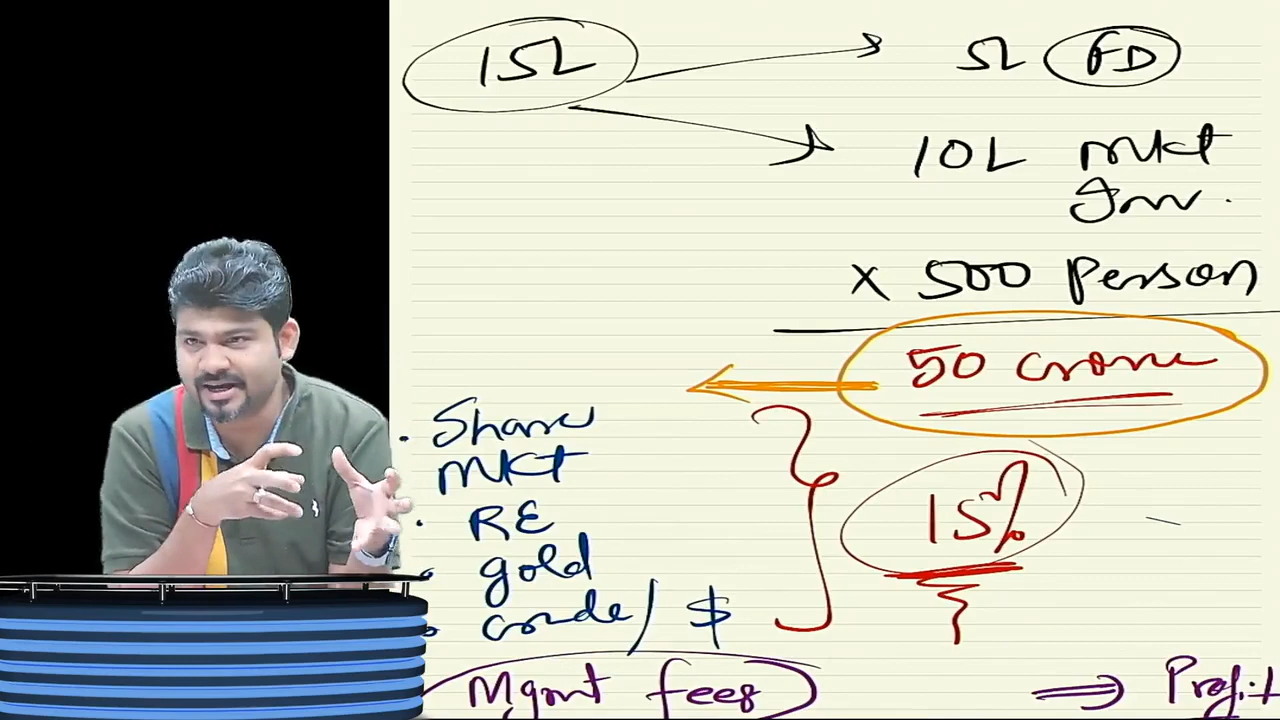 15L
5L FD
10L mkt
Inv.
x 500 Person
50 crore
• Share
mkt
15%
• RE
• gold
• crude/ $
Mgmt fees ⇒ Profit